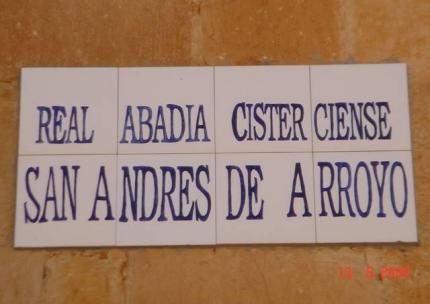 REAL ABADIA CISTERCIENSE
SAN ANDRES DE ARROYO